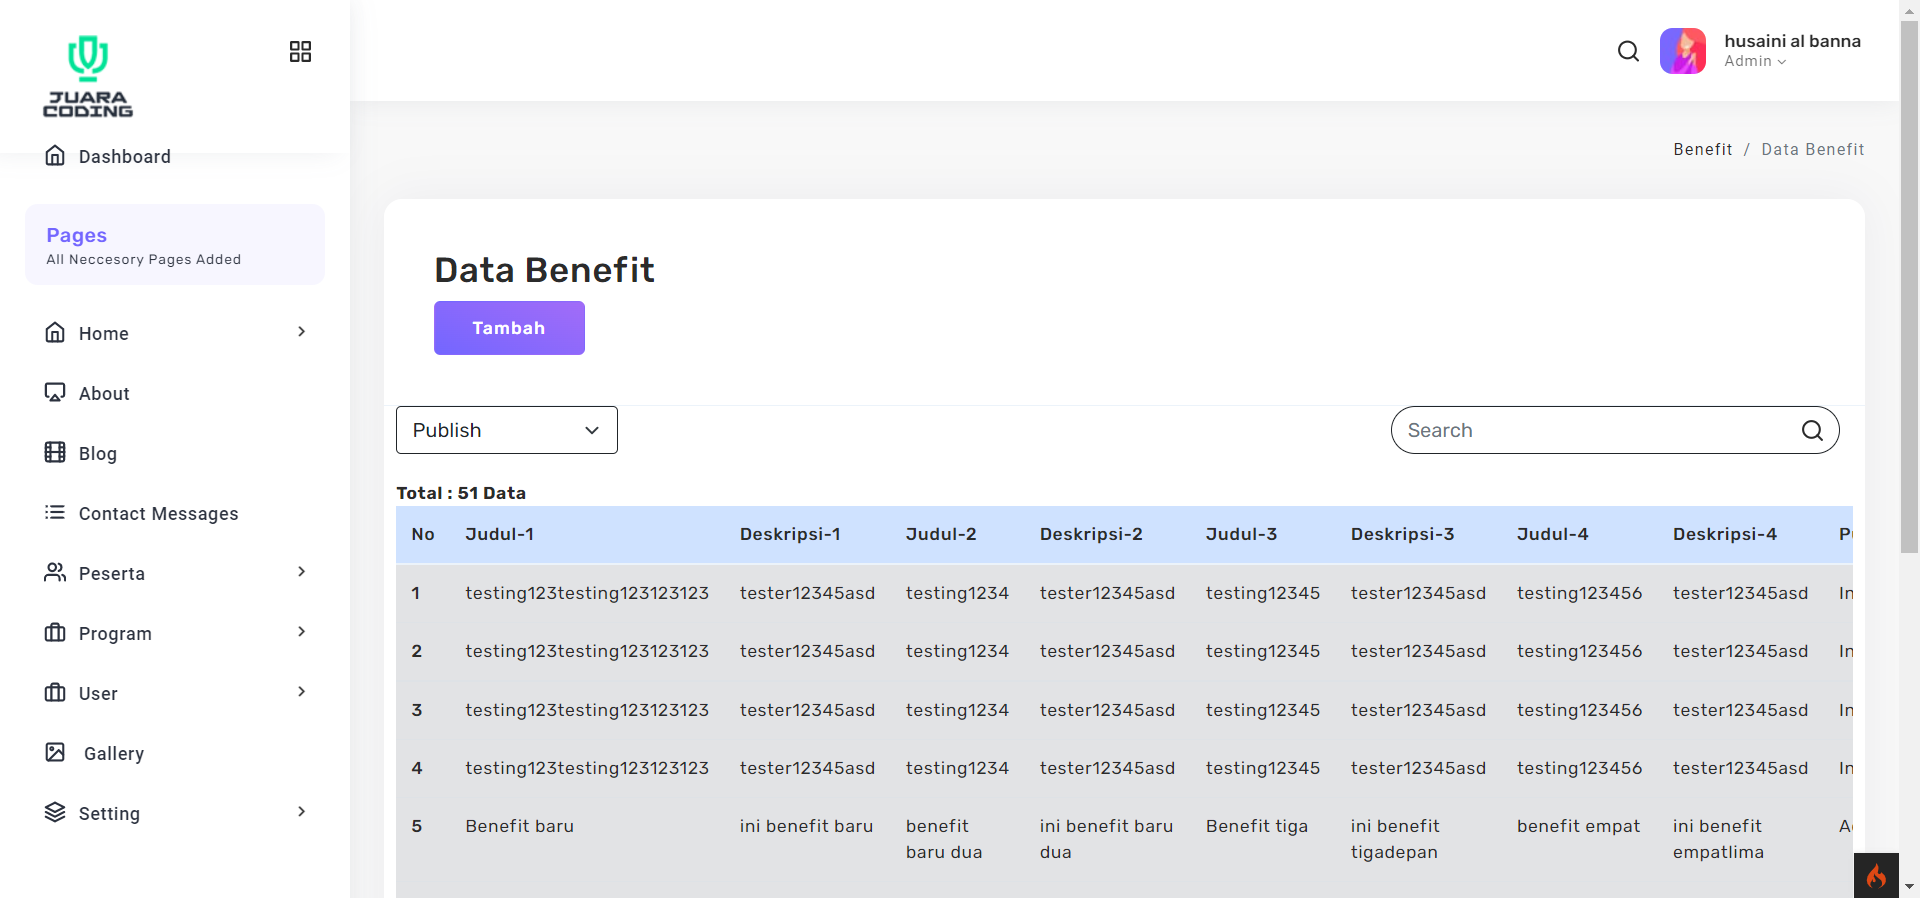 JUARA
CODING
husaini al banna
Admin
Dashboard
Benefit / Data Benefit
Pages
All Neccesory Pages Added
Home
About
Blog
Contact Messages
Peserta
Program
User
Gallery
Setting
Data Benefit
Tambah
Publish
Search
Total : 51 Data
No Judul-1 Deskripsi-1 Judul-2 Deskripsi-2 Judul-3 Deskripsi-3 Judul-4 Deskripsi-4
1 testing123testing123123123 tester12345asd testing1234 tester12345asd testing12345 tester12345asd testing123456 tester12345asd In
2 testing123testing123123123 tester12345asd testing1234 tester12345asd testing12345 tester12345asd testing123456 tester12345asd In
3 testing123testing123123123 tester12345asd testing1234 tester12345asd testing12345 tester12345asd testing123456 tester12345asd In
4 testing123testing123123123 tester12345asd testing1234 tester12345asd testing12345 tester12345asd testing123456 tester12345asd In
5 Benefit baru ini benefit baru benefit ini benefit baru Benefit tiga ini benefit benefit empat ini benefit
baru dua dua tigadepan empatlima